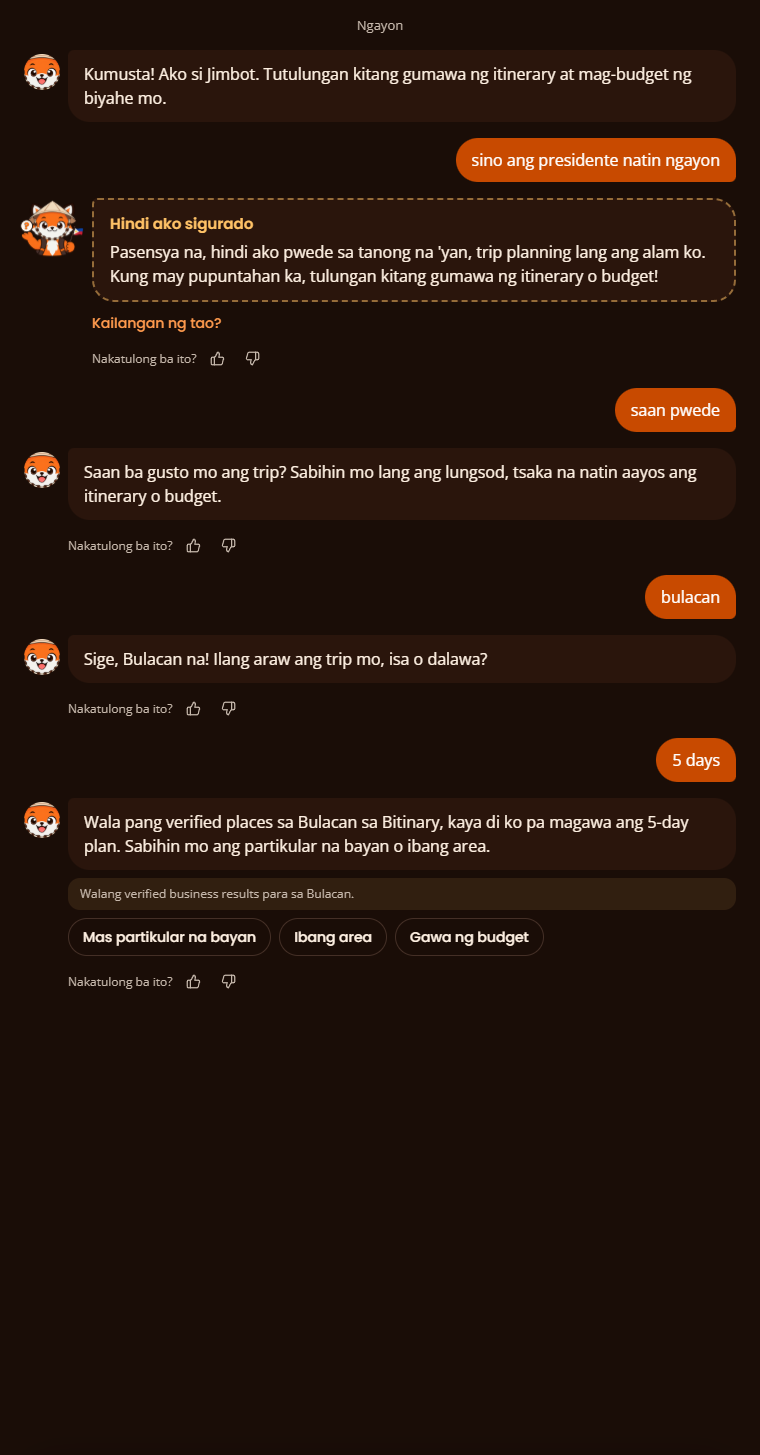 Ngayon
Kumusta! Ako si Jimbot. Tutulungan kitang gumawa ng itinerary at mag-budget ng
biyahe mo.
sino ang presidente natin ngayon
Hindi ako sigurado
Pasensya na, hindi ako pwede sa tanong na 'yan, trip planning lang ang alam ko.
Kung may pupuntahan ka, tulungan kitang gumawa ng itinerary o budget!
Kailangan ng tao?
Nakatulong ba ito?
saan pwede
Saan ba gusto mo ang trip? Sabihin mo lang ang lungsod, tsaka na natin aayos ang
itinerary o budget.
Nakatulong ba ito?
bulacan
Sige, Bulacan na! Ilang araw ang trip mo, isa o dalawa?
Nakatulong ba ito?
5 days
Wala pang verified places sa Bulacan sa Bitinary, kaya di ko pa magawa ang 5-day
plan. Sabihin mo ang partikular na bayan o ibang area.
Walang verified business results para sa Bulacan.
Mas partikular na bayan
Ibang area
Gawa ng budget
Nakatulong ba ito?